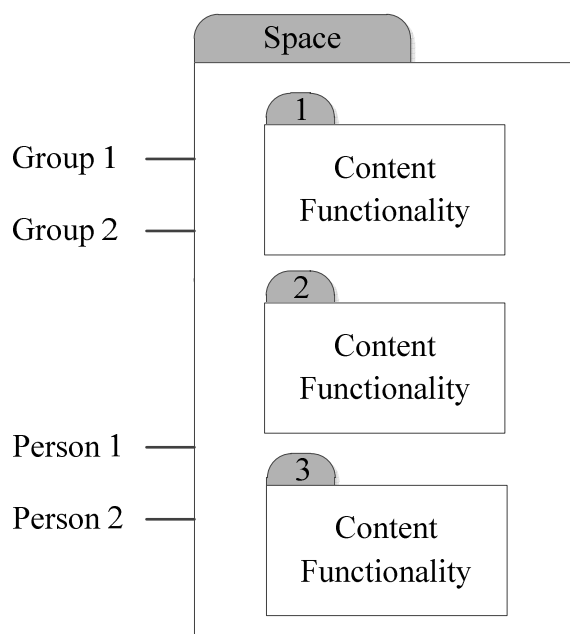 Space
1
Content
Functionality
Group 1
Group 2
2
Content
Functionality
Person 1
Person 2
3
Content
Functionality